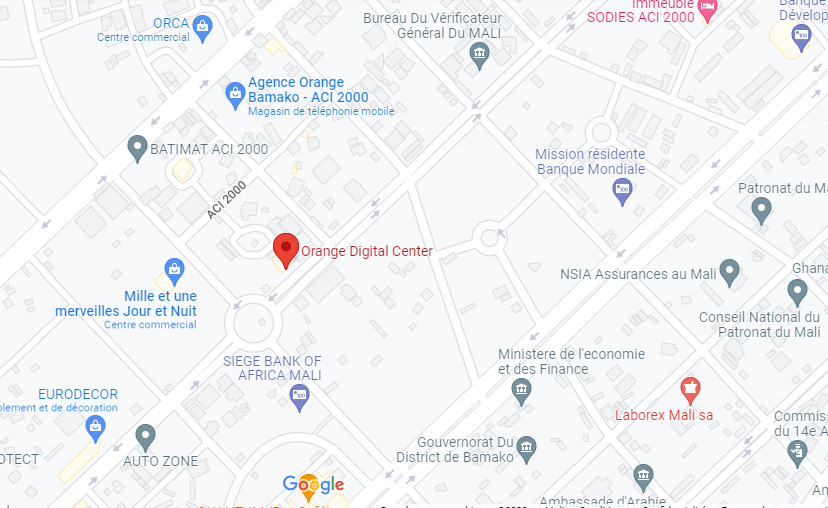 Immeuble
SODIES ACI 2000
Banque
Dévelop
ORCA
Centre commercial
Bureau Du Vérificateur
Général Du MALI
Agence Orange
Bamako - ACI 2000
Magasin de téléphonie mobile
BATIMAT ACI 2000
Mission résidente
Banque Mondiale
ACI 2000
Patronat du Ma
Orange Digital Center
NSIA Assurances au Mali
Ghana
Mille et une
merveilles Jour et Nuit
Centre commercial
Conseil National du
Patronat du Mali
SIEGE BANK OF
AFRICA MALI
Ministere de l'economie
et des Finance
EURODECOR
olement et de décoration
Laborex Mali sa
Commiss
du 14e A
AUTO ZONE
OTECT
Gouvernorat Du
District de Bamako
Google
Ambassade d'Arabie